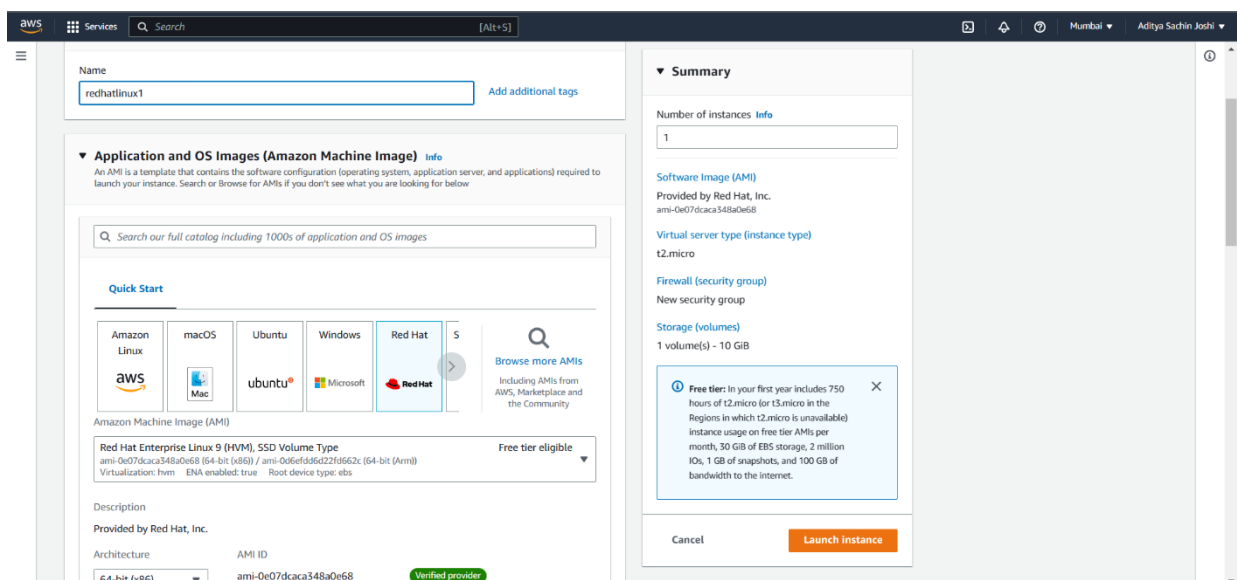 aws
Services
Search
[Alt+S]
Mumbai
Aditya Sachin Joshi
Name
redhatlinux1
Add additional tags
Application and OS Images (Amazon Machine Image) Info
An AMI is a template that contains the software configuration (operating system, application server, and applications) required to
launch your instance. Search or Browse for AMIs if you don't see what you are looking for below
Search our full catalog including 1000s of application and OS images
Quick Start
Amazon
Linux
aws
macOS
Mac
Ubuntu
ubuntu
Windows
Microsoft
Red Hat
Red Hat
S
Browse more AMIs
Including AMIs from
AWS, Marketplace and
the Community
Amazon Machine Image (AMI)
Red Hat Enterprise Linux 9 (HVM), SSD Volume Type
Free tier eligible
ami-0e07dcaca348a0e68 (64-bit (x86)) / ami-0d6efdd6d22fd662c (64-bit (Arm))
Virtualization: hvm ENA enabled: true Root device type: ebs
Description
Provided by Red Hat, Inc.
Architecture
AMI ID
64-bit (x86)
ami-0e07dcaca348a0e68
Verified provider
Summary
Number of instances Info
1
Software Image (AMI)
Provided by Red Hat, Inc.
ami-0e07dcaca348a0e68
Virtual server type (instance type)
t2.micro
Firewall (security group)
New security group
Storage (volumes)
1 volume(s) - 10 GiB
Free tier: In your first year includes 750
hours of t2.micro (or t3.micro in the
Regions in which t2.micro is unavailable)
instance usage on free tier AMIs per
month, 30 GiB of EBS storage, 2 million
IOs, 1 GB of snapshots, and 100 GB of
bandwidth to the internet.
Cancel
Launch instance